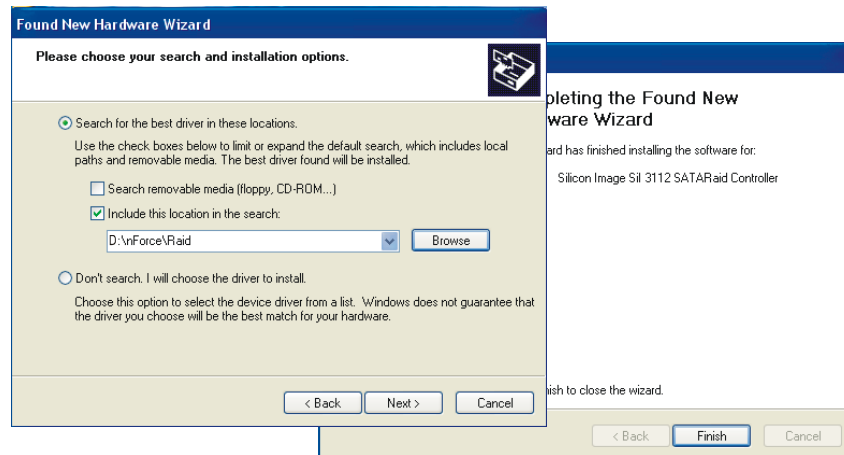 Found New Hardware Wizard
Please choose your search and installation options.
Search for the best driver in these locations.
Use the check boxes below to limit or expand the default search, which includes local
paths and removable media. The best driver found will be installed.
Search removable media (floppy, CD-ROM...)
Include this location in the search:
D:\nForce\Raid
Browse
Don't search. I will choose the driver to install.
Choose this option to select the device driver from a list. Windows does not guarantee that
the driver you choose will be the best match for your hardware.
< Back Next > Cancel
pleting the Found New
ware Wizard
ard has finished installing the software for:
Silicon Image SiI 3112 SATARaid Controller
nish to close the wizard.
< Back Finish Cancel